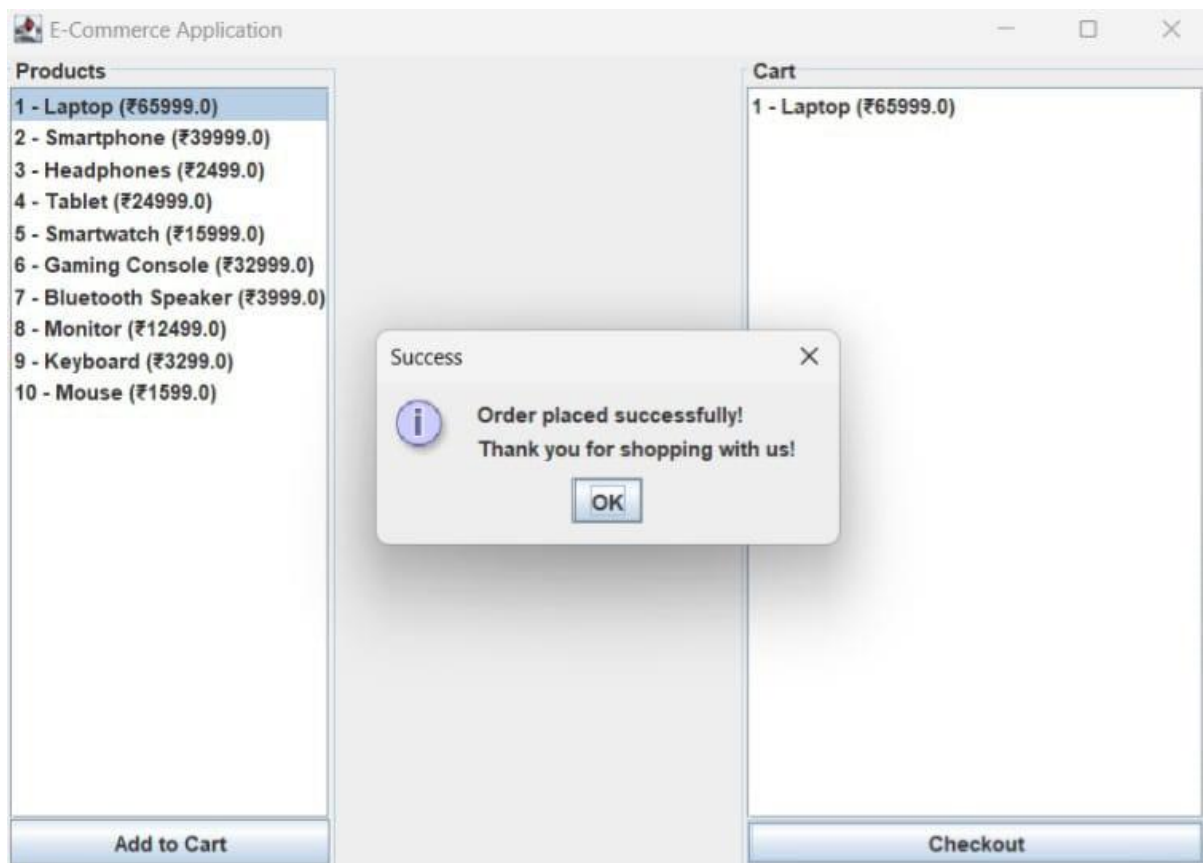 E-Commerce Application
Products
1 - Laptop (₹65999.0)
2 - Smartphone (₹39999.0)
3 - Headphones (₹2499.0)
4 - Tablet (₹24999.0)
5 - Smartwatch (₹15999.0)
6 - Gaming Console (₹32999.0)
7 - Bluetooth Speaker (₹3999.0)
8 - Monitor (₹12499.0)
9 - Keyboard (₹3299.0)
10 - Mouse (₹1599.0)
Add to Cart
Success
Order placed successfully!
Thank you for shopping with us!
OK
Cart
1 - Laptop (₹65999.0)
Checkout